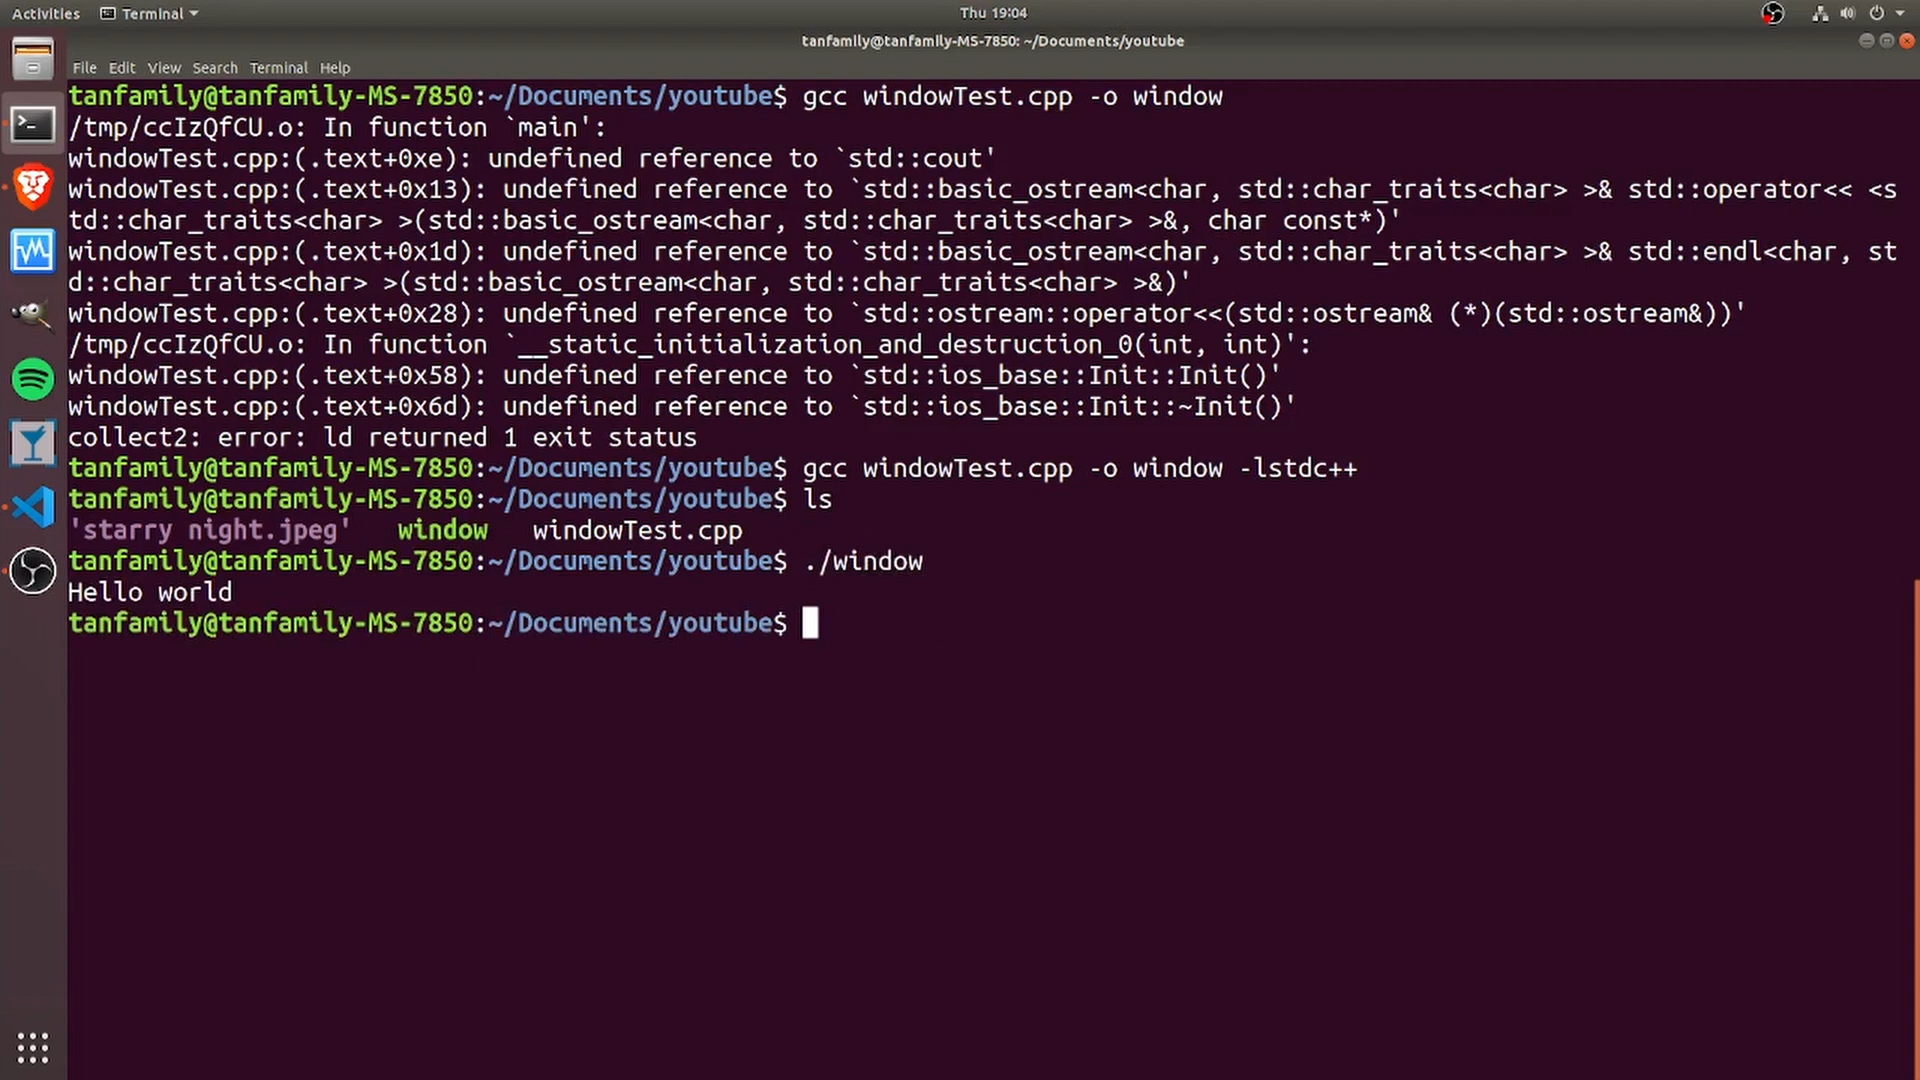 Activities
Terminal
Thu 19:04
tanfamily@tanfamily-MS-7850: ~/Documents/youtube
File Edit View Search Terminal Help
tanfamily@tanfamily-MS-7850:~/Documents/youtube$ gcc windowTest.cpp -o window
/tmp/ccIzQfCU.o: In function `main':
windowTest.cpp:(.text+0xe): undefined reference to `std::cout'
windowTest.cpp:(.text+0x13): undefined reference to `std::basic_ostream<char, std::char_traits<char> >& std::operator<< <s
td::char_traits<char> >(std::basic_ostream<char, std::char_traits<char> >&, char const*)'
windowTest.cpp:(.text+0x1d): undefined reference to `std::basic_ostream<char, std::char_traits<char> >& std::endl<char, st
d::char_traits<char> >(std::basic_ostream<char, std::char_traits<char> >&)'
windowTest.cpp:(.text+0x28): undefined reference to `std::ostream::operator<<(std::ostream& (*)(std::ostream&))'
/tmp/ccIzQfCU.o: In function `__static_initialization_and_destruction_0(int, int)':
windowTest.cpp:(.text+0x58): undefined reference to `std::ios_base::Init::Init()'
windowTest.cpp:(.text+0x6d): undefined reference to `std::ios_base::Init::~Init()'
collect2: error: ld returned 1 exit status
tanfamily@tanfamily-MS-7850:~/Documents/youtube$ gcc windowTest.cpp -o window -lstdc++
tanfamily@tanfamily-MS-7850:~/Documents/youtube$ ls
'starry night.jpeg' window windowTest.cpp
tanfamily@tanfamily-MS-7850:~/Documents/youtube$ ./window
Hello world
tanfamily@tanfamily-MS-7850:~/Documents/youtube$